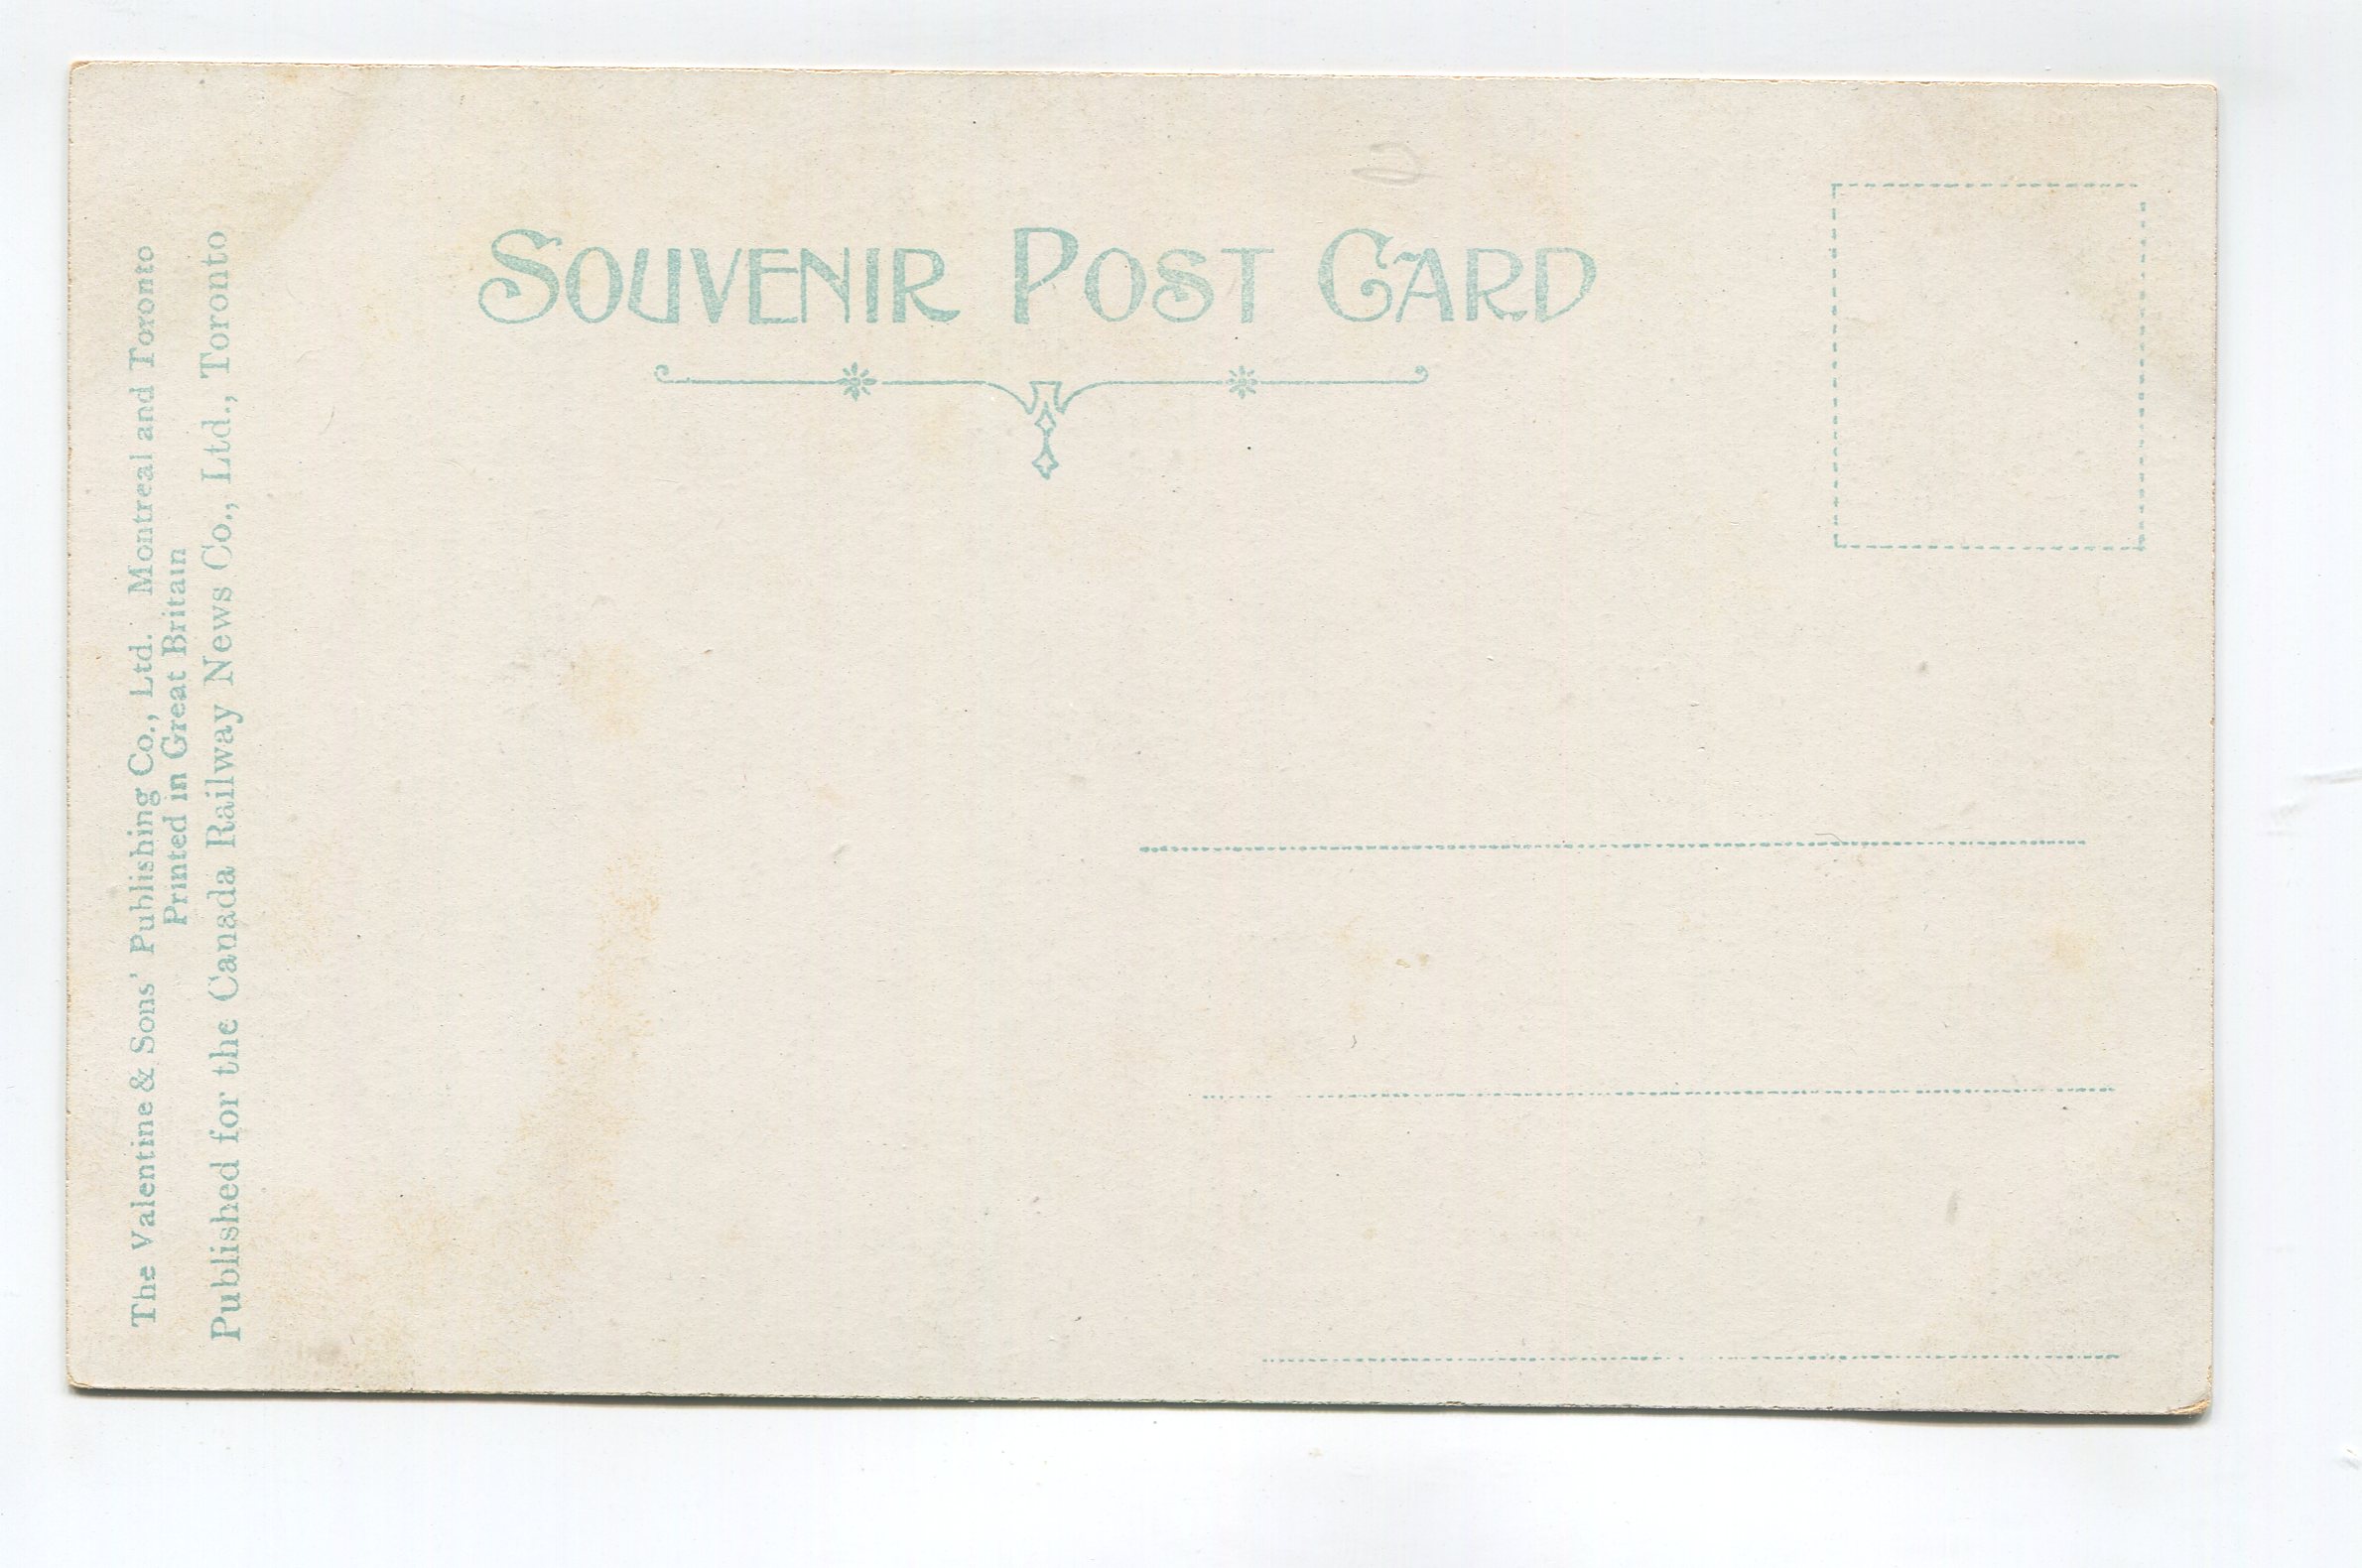 SOUVENIR POST CARD
The Valentine & Sons' Publishing Co., Ltd. Montreal and Toronto
Printed in Great Britain
Published for the Canada Railway News Co., Ltd., Toronto